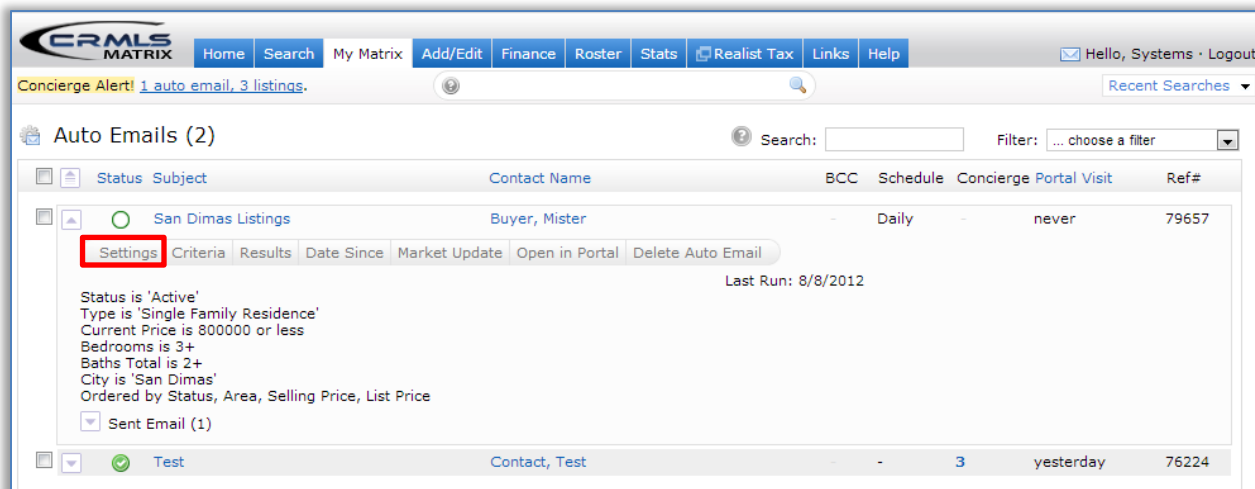 CRMLS
MATRIX
Home Search My Matrix Add/Edit Finance Roster Stats Realist Tax Links Help Hello, Systems · Logout
Concierge Alert! 1 auto email, 3 listings. Recent Searches
Auto Emails (2) Search: Filter: ... choose a filter
Status Subject Contact Name BCC Schedule Concierge Portal Visit Ref#
San Dimas Listings Buyer, Mister - Daily - never 79657
Settings Criteria Results Date Since Market Update Open in Portal Delete Auto Email
Last Run: 8/8/2012
Status is 'Active'
Type is 'Single Family Residence'
Current Price is 800000 or less
Bedrooms is 3+
Baths Total is 2+
City is 'San Dimas'
Ordered by Status, Area, Selling Price, List Price
Sent Email (1)
Test Contact, Test - - 3 yesterday 76224